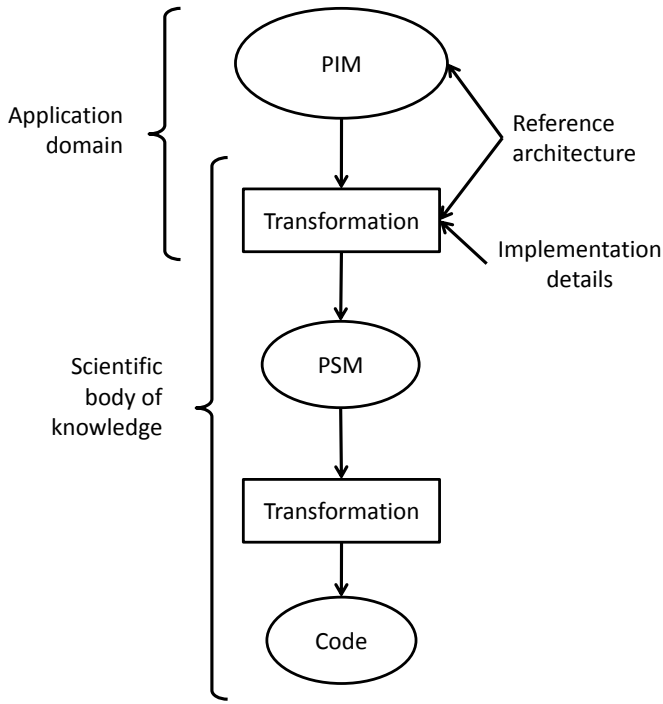 PIM
Application
domain
Reference
architecture
Transformation
Implementation
details
Scientific
body of
knowledge
PSM
Transformation
Code